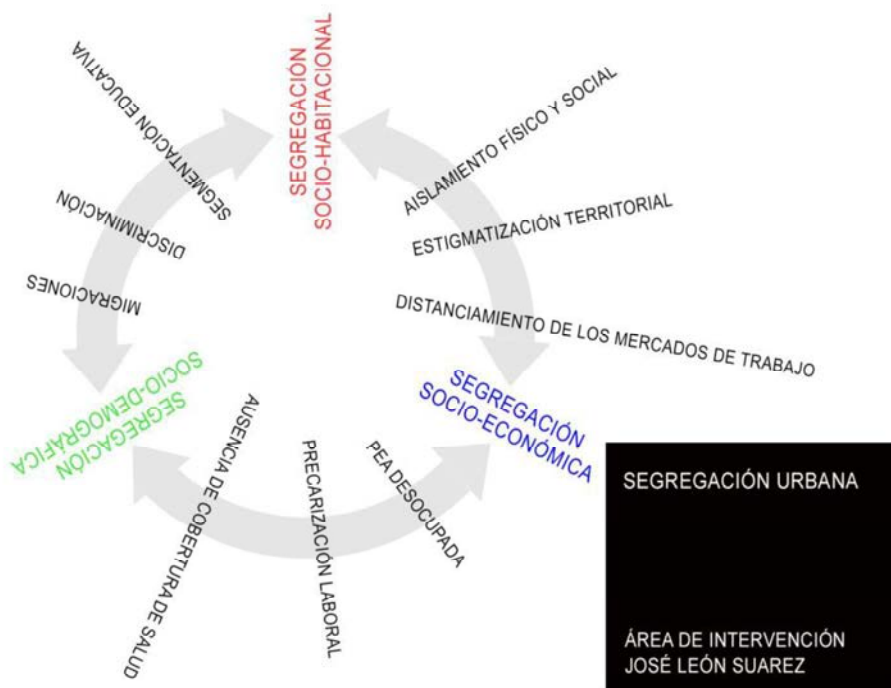 SEGREGACIÓN
SOCIO-HABITACIONAL
AISLAMIENTO FÍSICO Y SOCIAL
ESTIGMATIZACIÓN TERRITORIAL
DISTANCIAMIENTO DE LOS MERCADOS DE TRABAJO
SEGREGACIÓN
SOCIO-ECONÓMICA
PEA DESOCUPADA
PRECARIZACIÓN LABORAL
AUSENCIA DE COBERTURA DE SALUD
SEGREGACIÓN
SOCIO-DEMOGRÁFICA
MIGRACIONES
DISCRIMINACIÓN
SEGMENTACIÓN EDUCATIVA
SEGREGACIÓN URBANA
ÁREA DE INTERVENCIÓN
JOSÉ LEÓN SUAREZ